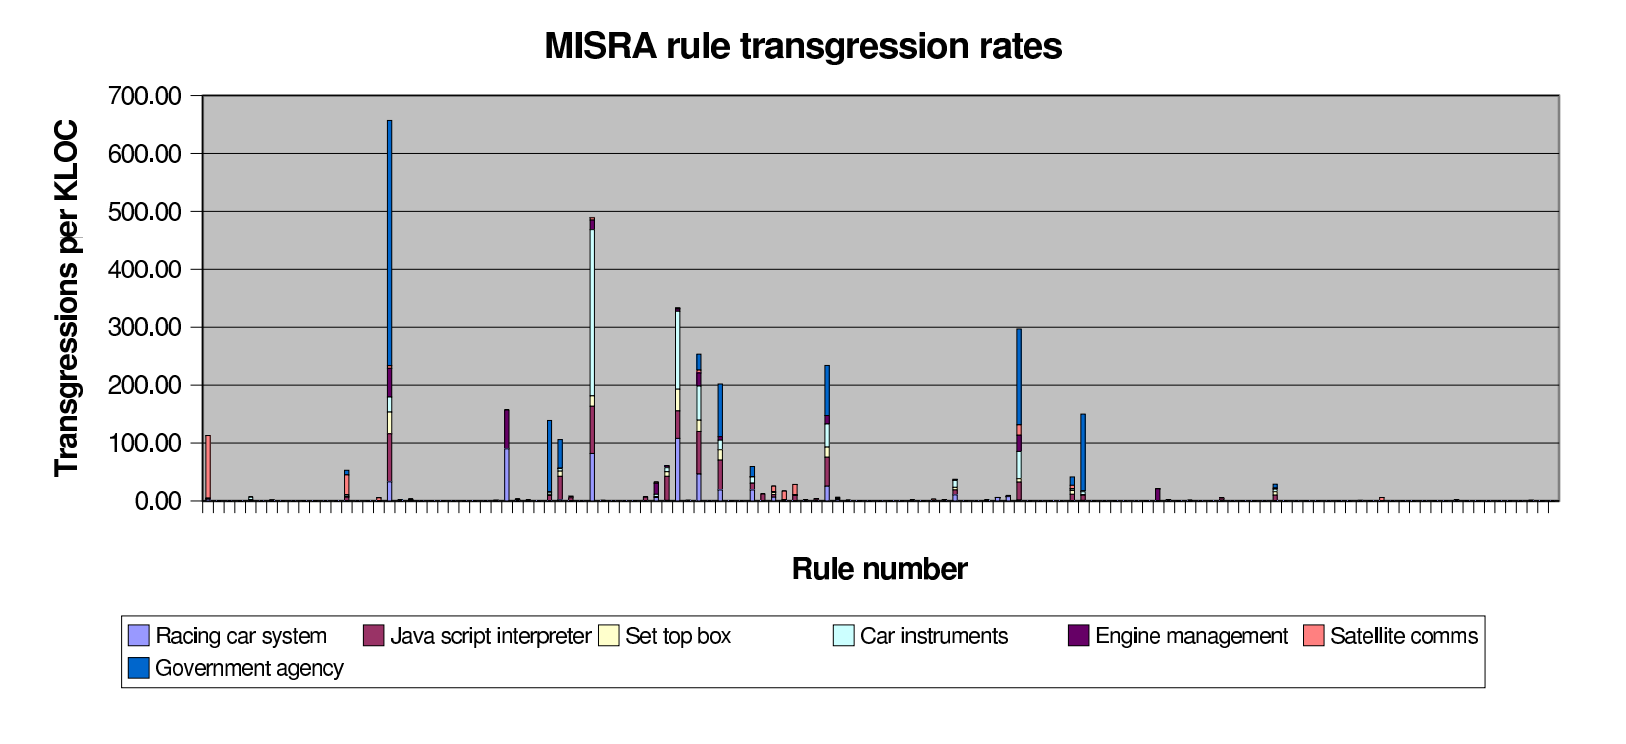 MISRA rule transgression rates
Transgressions per KLOC
700.00
600.00
500.00
400.00
300.00
200.00
100.00
0.00
Rule number
Racing car system Java script interpreter Set top box Car instruments Engine management Satellite comms
Government agency